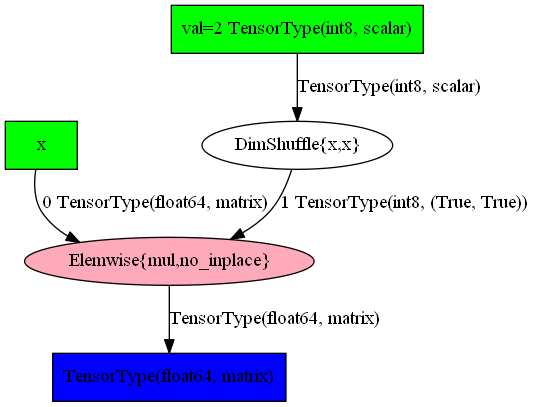 val=2 TensorType(int8, scalar)
TensorType(int8, scalar)
x
DimShuffle{x,x}
0 TensorType(float64, matrix)
1 TensorType(int8, (True, True))
Elemwise{mul,no_inplace}
TensorType(float64, matrix)
TensorType(float64, matrix)